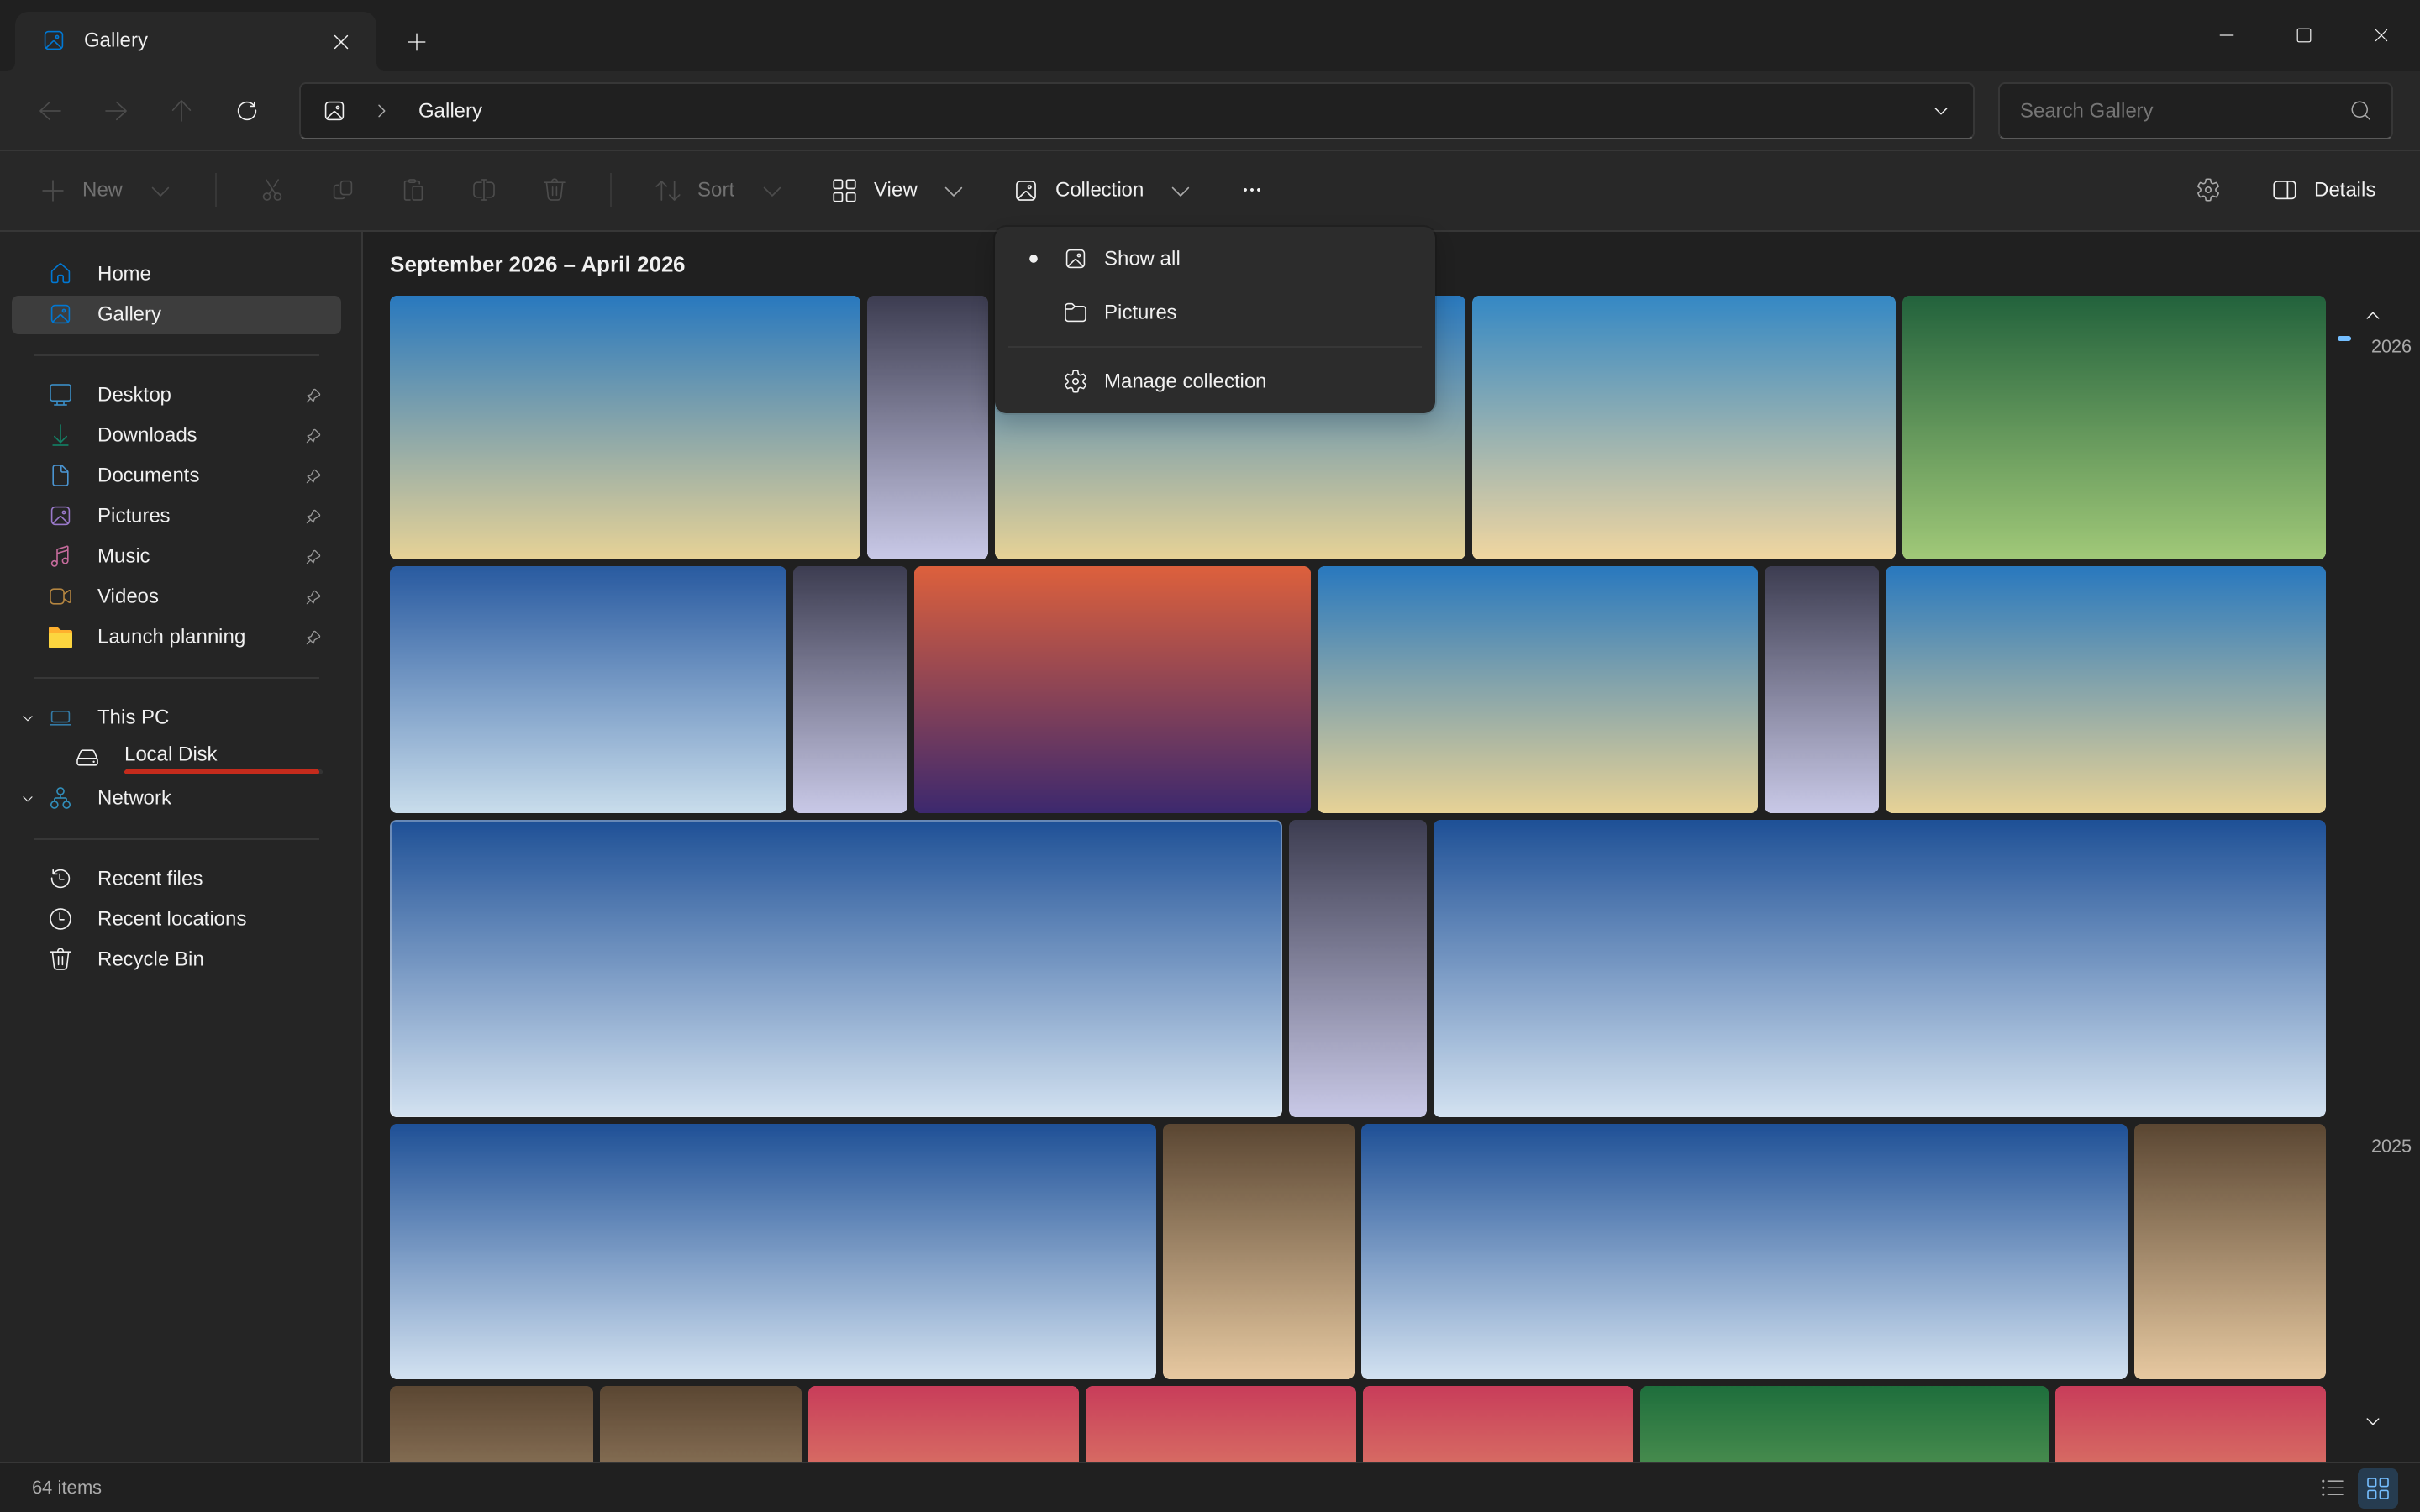 Gallery
Gallery
Search Gallery
New
Sort
View
Collection
Details
Show all
Pictures
Manage collection
Home
Gallery
Desktop
Downloads
Documents
Pictures
Music
Videos
Launch planning
This PC
Local Disk
Network
Recent files
Recent locations
Recycle Bin
September 2026 – April 2026
2026
2025
64 items